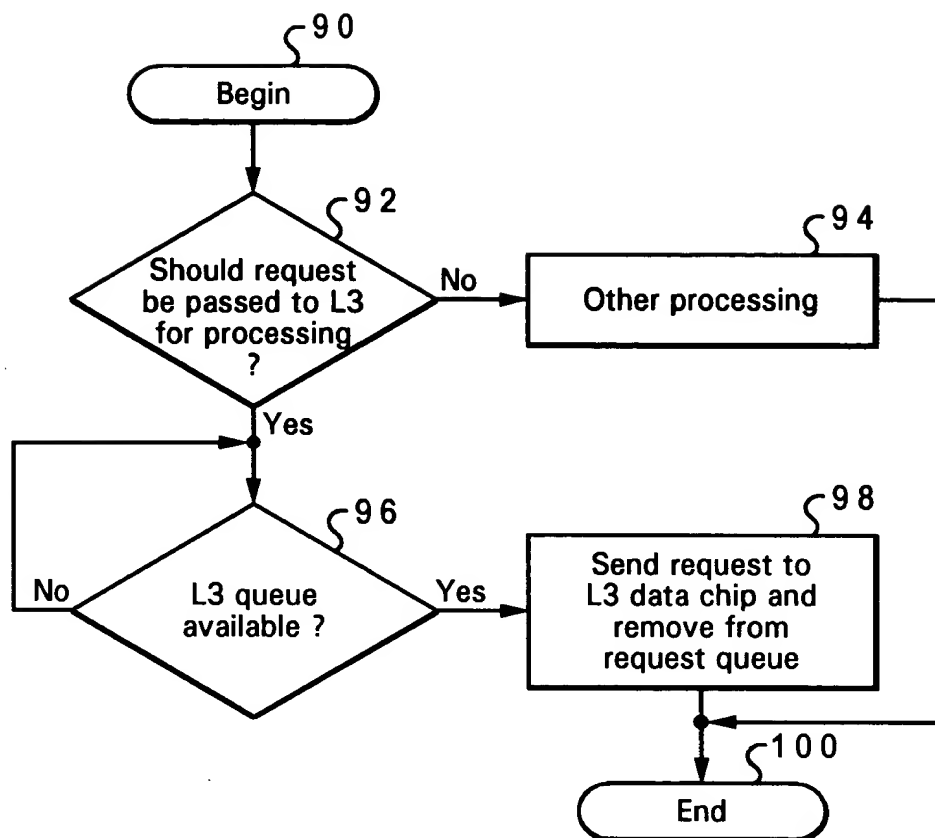 90
Begin
92
Should request
be passed to L3
for processing
?
No
94
Other processing
Yes
96
L3 queue
available ?
No
Yes
98
Send request to
L3 data chip and
remove from
request queue
100
End